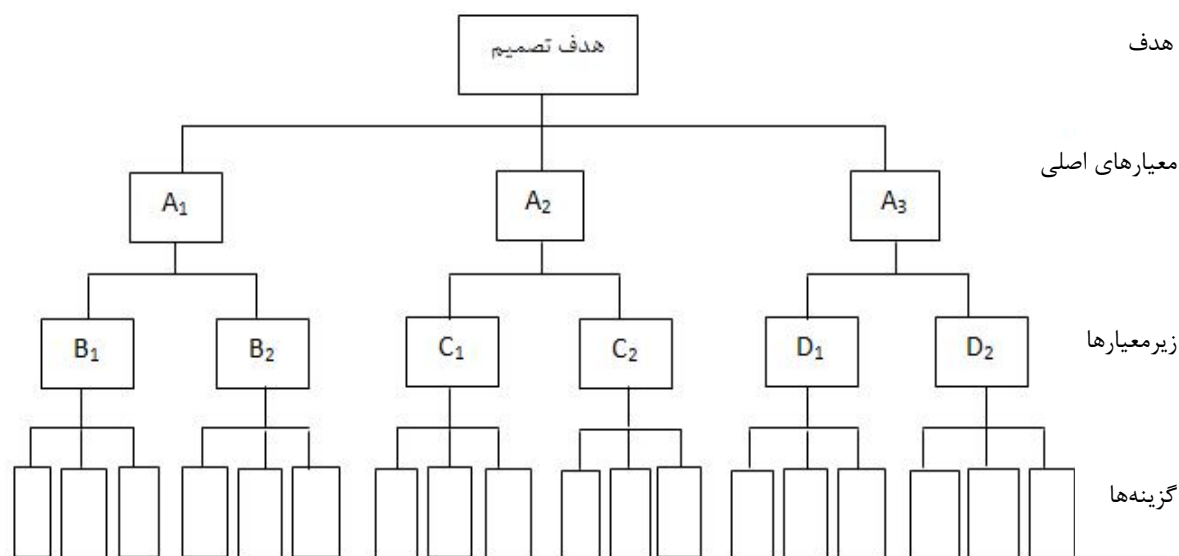 هدف تصمیم
هدف
معیارهای اصلی
A₁
A₂
A₃
زیرمعیارها
B₁
B₂
C₁
C₂
D₁
D₂
گزینه‌ها